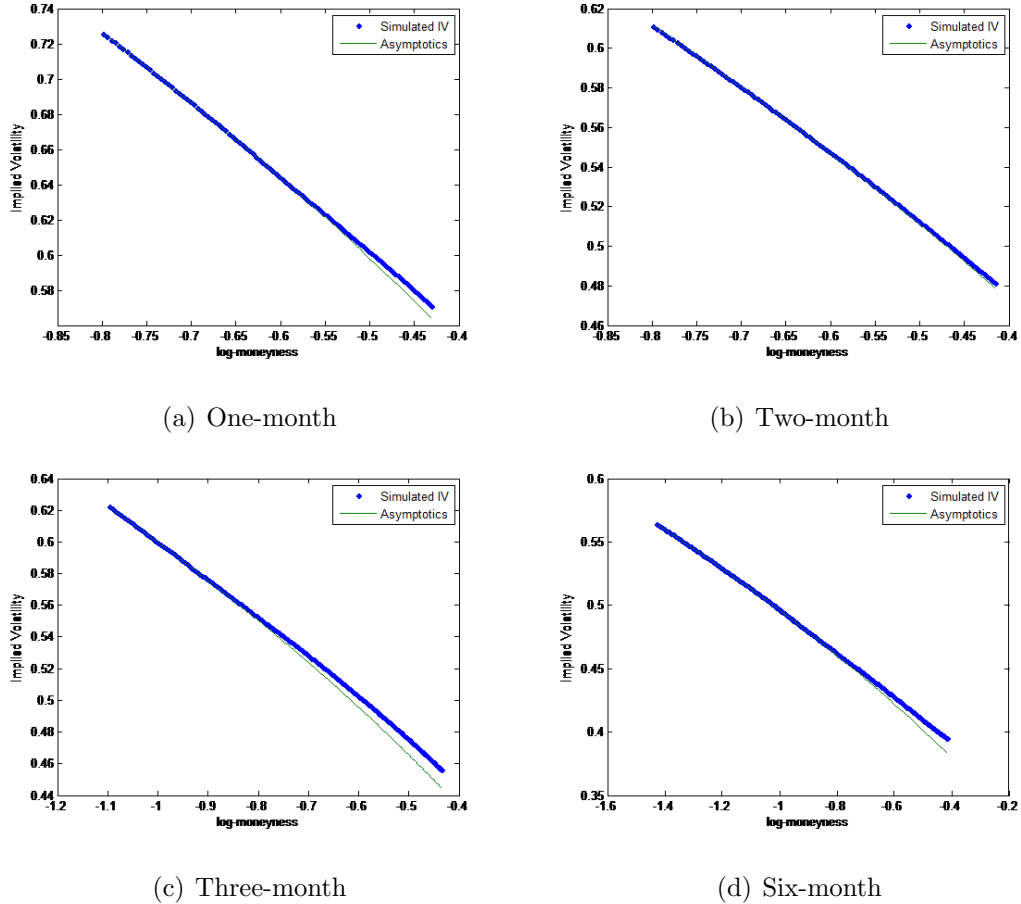 0.74
0.72
0.7
0.68
0.66
0.64
0.62
0.6
0.58
Implied Volatility
-0.85 -0.8 -0.75 -0.7 -0.65 -0.6 -0.55 -0.5 -0.45 -0.4
log-moneyness
Simulated IV
Asymptotics
(a) One-month
0.62
0.6
0.58
0.56
0.54
0.52
0.5
0.48
0.46
Implied Volatility
-0.85 -0.8 -0.75 -0.7 -0.65 -0.6 -0.55 -0.5 -0.45 -0.4
log-moneyness
Simulated IV
Asymptotics
(b) Two-month
0.64
0.62
0.6
0.58
0.56
0.54
0.52
0.5
0.48
0.46
0.44
Implied Volatility
-1.2 -1.1 -1 -0.9 -0.8 -0.7 -0.6 -0.5 -0.4
log-moneyness
Simulated IV
Asymptotics
(c) Three-month
0.6
0.55
0.5
0.45
0.4
0.35
Implied Volatility
-1.6 -1.4 -1.2 -1 -0.8 -0.6 -0.4 -0.2
log-moneyness
Simulated IV
Asymptotics
(d) Six-month